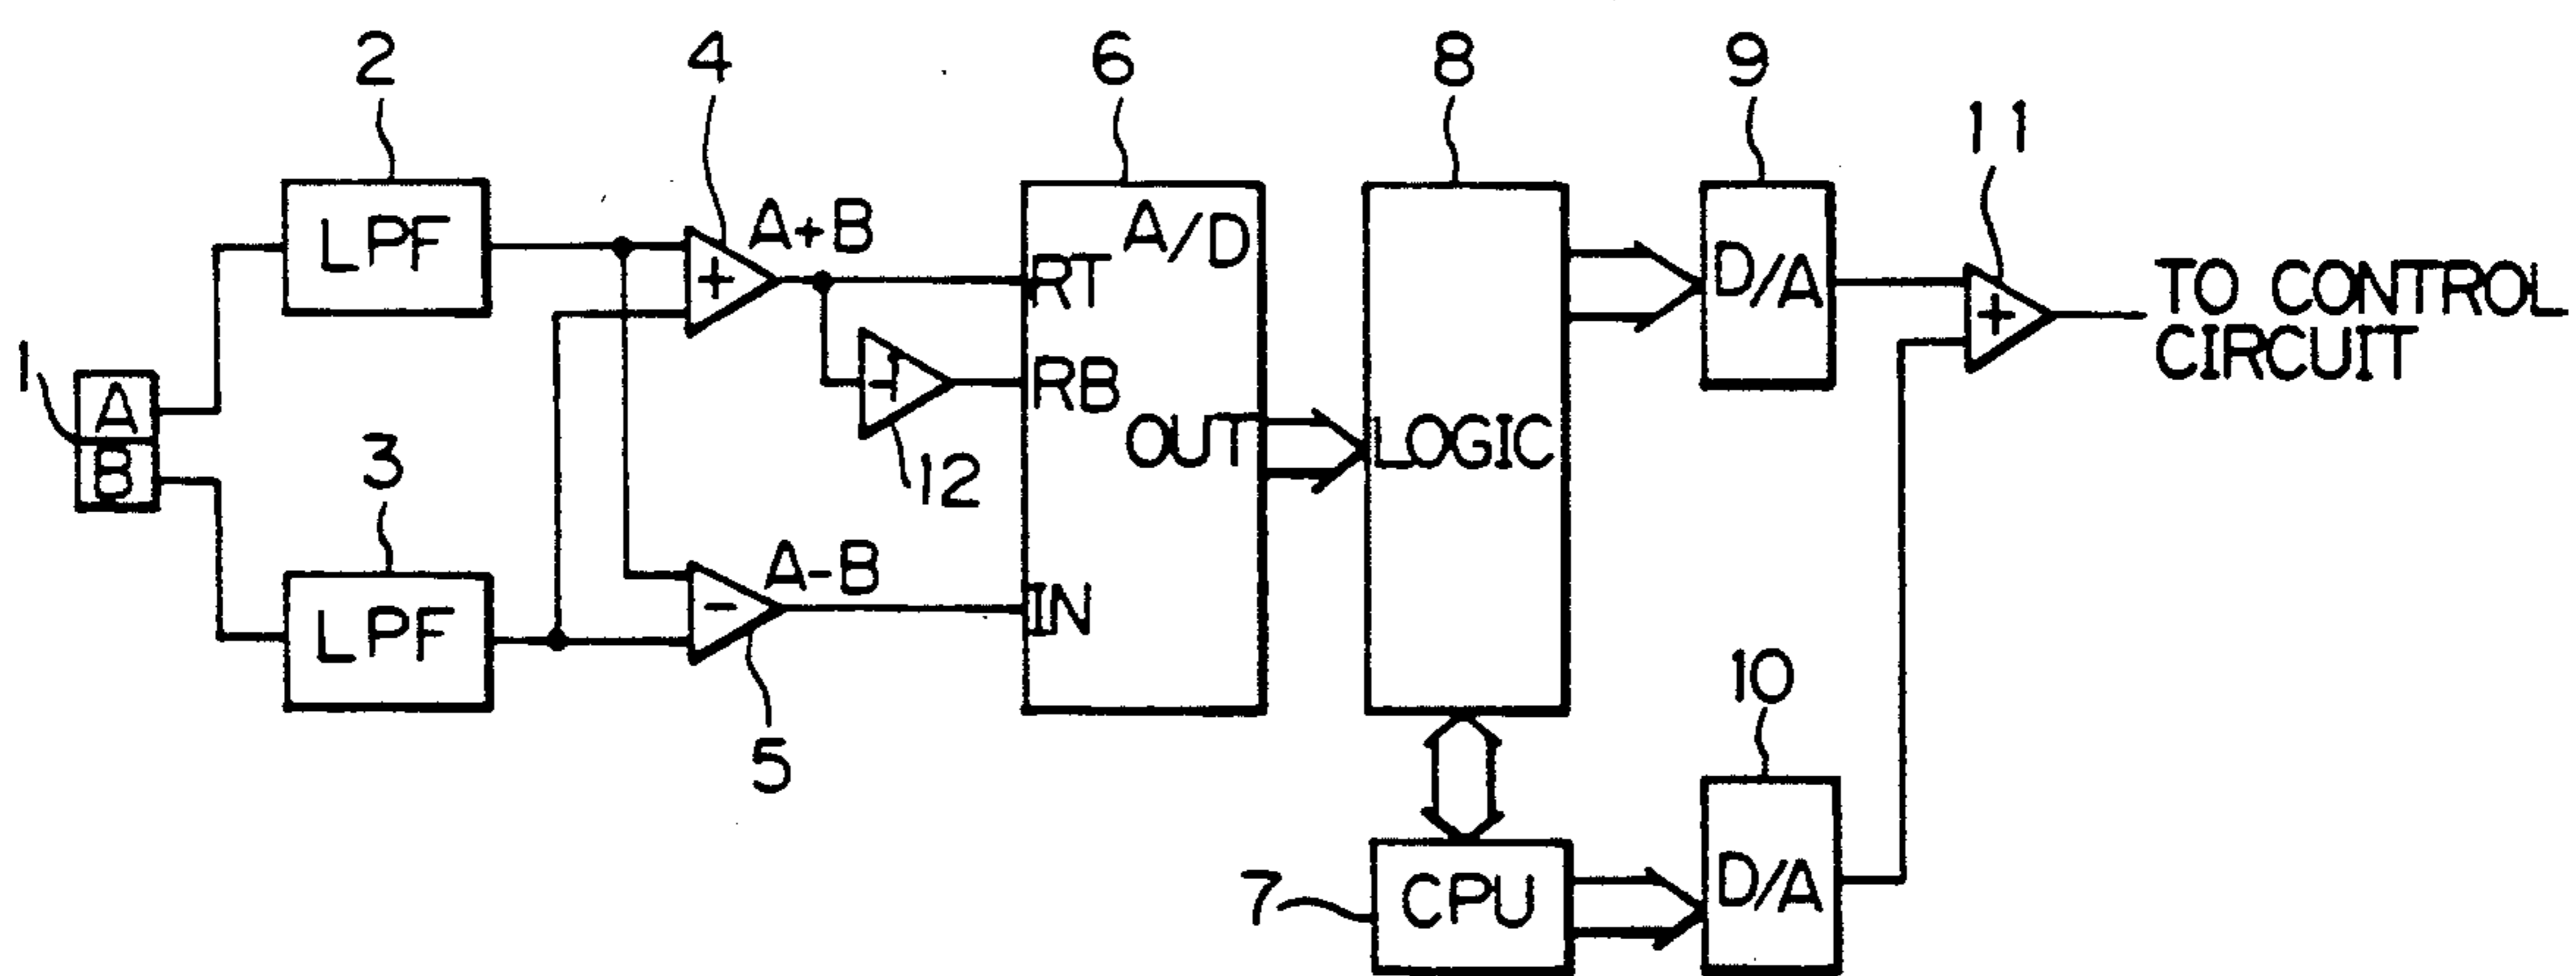 2
4
6
8
9
11
LPF
A+B
+
A/D
RT
D/A
+
TO CONTROL
CIRCUIT
1
A
B
RB
12
OUT
LOGIC
3
LPF
A-B
-
IN
5
10
7
CPU
D/A